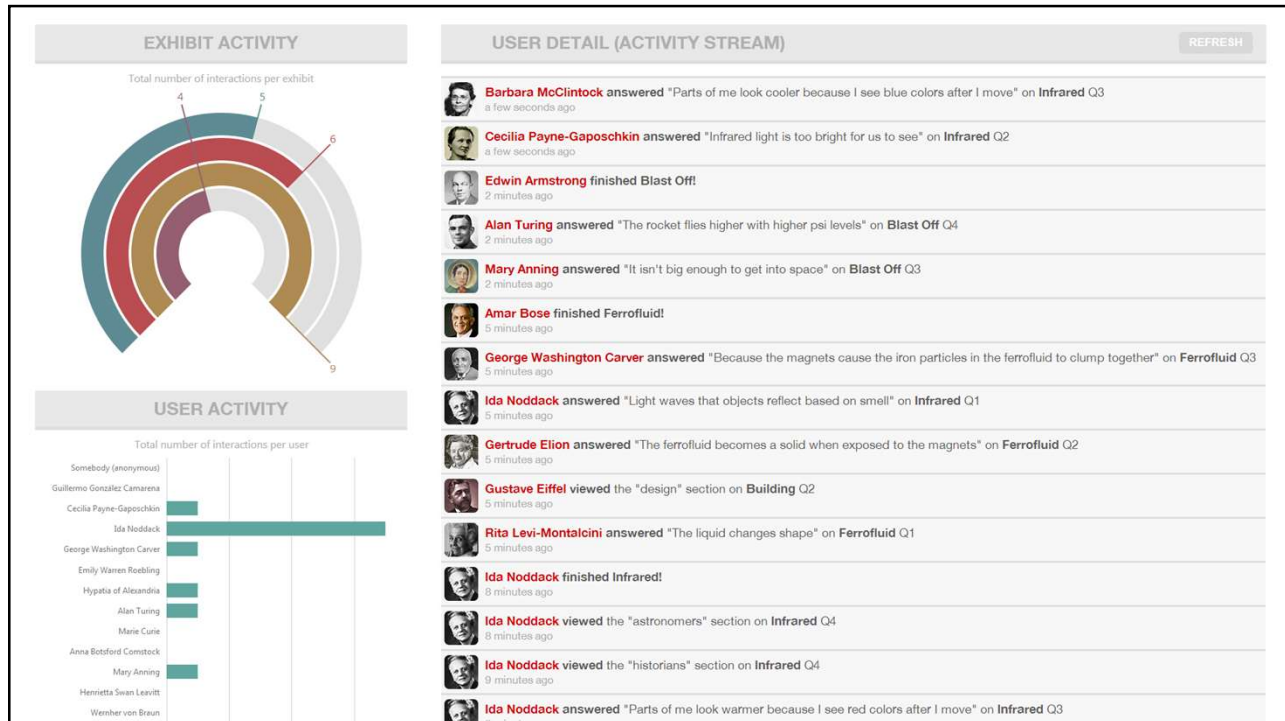 EXHIBIT ACTIVITY
Total number of interactions per exhibit
4
5
6
9
USER ACTIVITY
Total number of interactions per user
Somebody (anonymous)
Guillermo González Camarena
Cecilia Payne-Gaposchkin
Ida Noddack
George Washington Carver
Emily Warren Roebling
Hypatia of Alexandria
Alan Turing
Marie Curie
Anna Botsford Comstock
Mary Anning
Henrietta Swan Leavitt
Wernher von Braun
USER DETAIL (ACTIVITY STREAM)
REFRESH
Barbara McClintock answered "Parts of me look cooler because I see blue colors after I move" on Infrared Q3
a few seconds ago
Cecilia Payne-Gaposchkin answered "Infrared light is too bright for us to see" on Infrared Q2
a few seconds ago
Edwin Armstrong finished Blast Off!
2 minutes ago
Alan Turing answered "The rocket flies higher with higher psi levels" on Blast Off Q4
2 minutes ago
Mary Anning answered "It isn't big enough to get into space" on Blast Off Q3
2 minutes ago
Amar Bose finished Ferrofluid!
5 minutes ago
George Washington Carver answered "Because the magnets cause the iron particles in the ferrofluid to clump together" on Ferrofluid Q3
5 minutes ago
Ida Noddack answered "Light waves that objects reflect based on smell" on Infrared Q1
5 minutes ago
Gertrude Elion answered "The ferrofluid becomes a solid when exposed to the magnets" on Ferrofluid Q2
5 minutes ago
Gustave Eiffel viewed the "design" section on Building Q2
5 minutes ago
Rita Levi-Montalcini answered "The liquid changes shape" on Ferrofluid Q1
5 minutes ago
Ida Noddack finished Infrared!
8 minutes ago
Ida Noddack viewed the "astronomers" section on Infrared Q4
8 minutes ago
Ida Noddack viewed the "historians" section on Infrared Q4
9 minutes ago
Ida Noddack answered "Parts of me look warmer because I see red colors after I move" on Infrared Q3